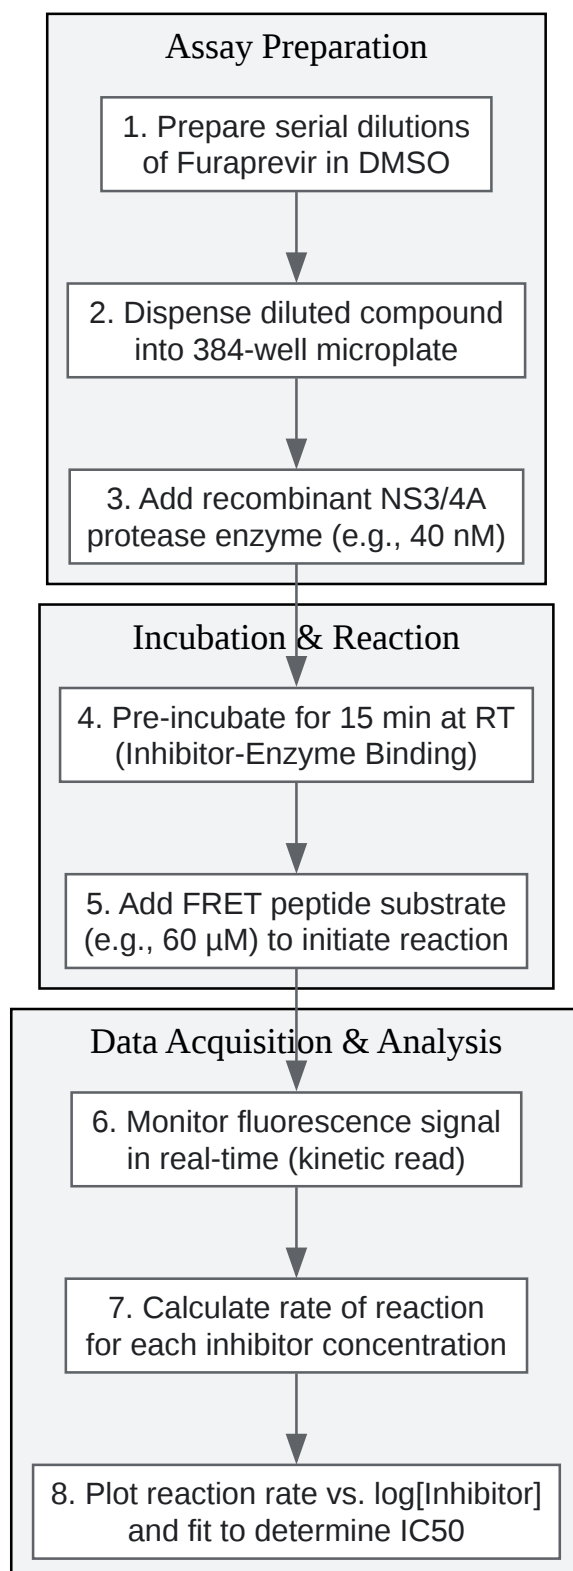 Assay Preparation
1. Prepare serial dilutions
of Furaprevir in DMSO
2. Dispense diluted compound
into 384-well microplate
3. Add recombinant NS3/4A
protease enzyme (e.g., 40 nM)
Incubation & Reaction
4. Pre-incubate for 15 min at RT
(Inhibitor-Enzyme Binding)
5. Add FRET peptide substrate
(e.g., 60 µM) to initiate reaction
Data Acquisition & Analysis
6. Monitor fluorescence signal
in real-time (kinetic read)
7. Calculate rate of reaction
for each inhibitor concentration
8. Plot reaction rate vs. log[Inhibitor]
and fit to determine IC50